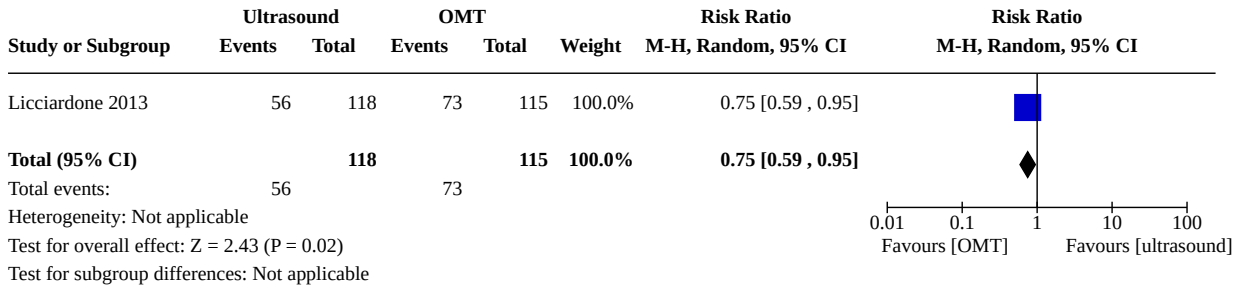 Ultrasound OMT Risk Ratio Risk Ratio
Study or Subgroup Events Total Events Total Weight M-H, Random, 95% CI M-H, Random, 95% CI
Licciardone 2013 56 118 73 115 100.0% 0.75 [0.59 , 0.95]
Total (95% CI) 118 115 100.0% 0.75 [0.59 , 0.95]
Total events: 56 73
Heterogeneity: Not applicable
0.01 0.1 1 10 100
Test for overall effect: Z = 2.43 (P = 0.02)
Favours [OMT] Favours [ultrasound]
Test for subgroup differences: Not applicable